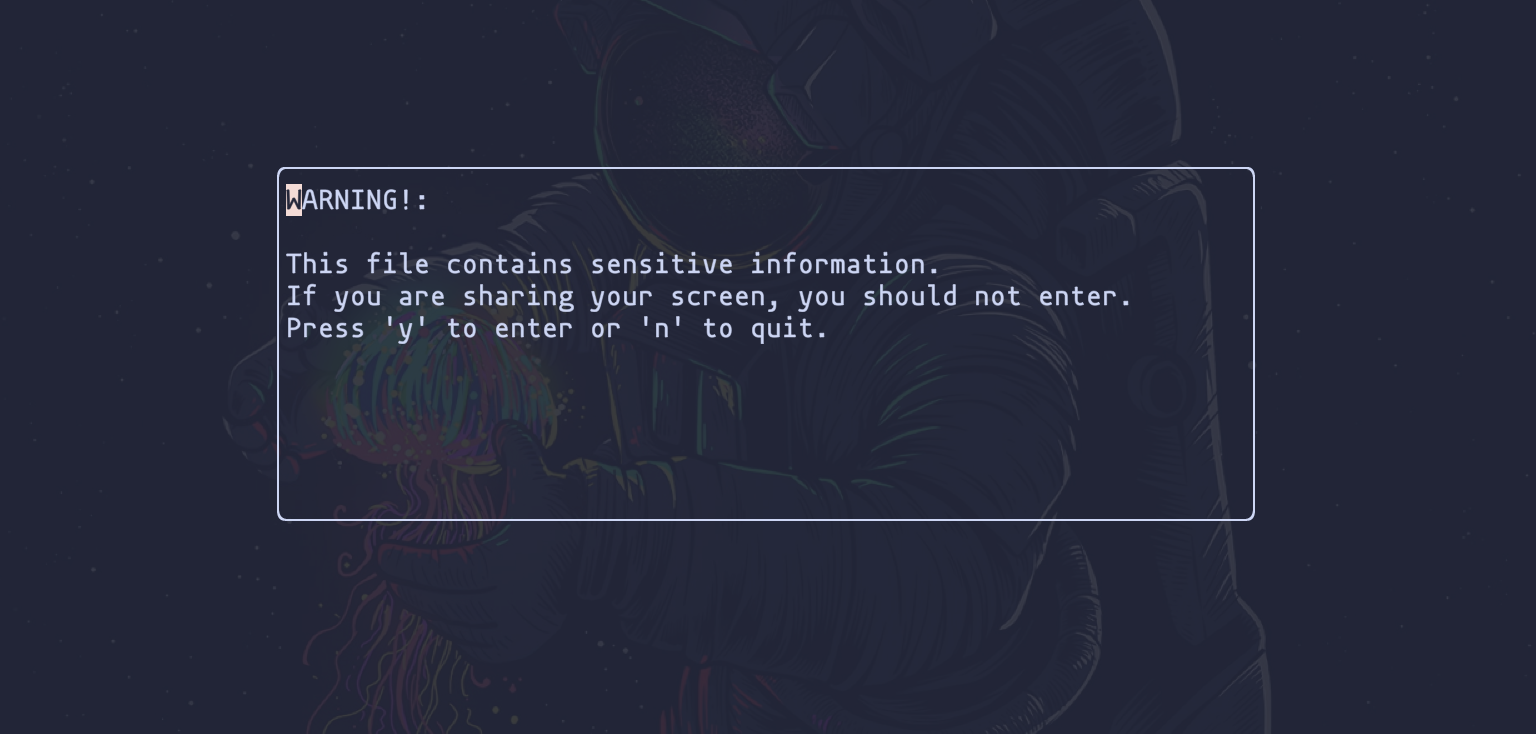 WARNING!:
This file contains sensitive information.
If you are sharing your screen, you should not enter.
Press 'y' to enter or 'n' to quit.